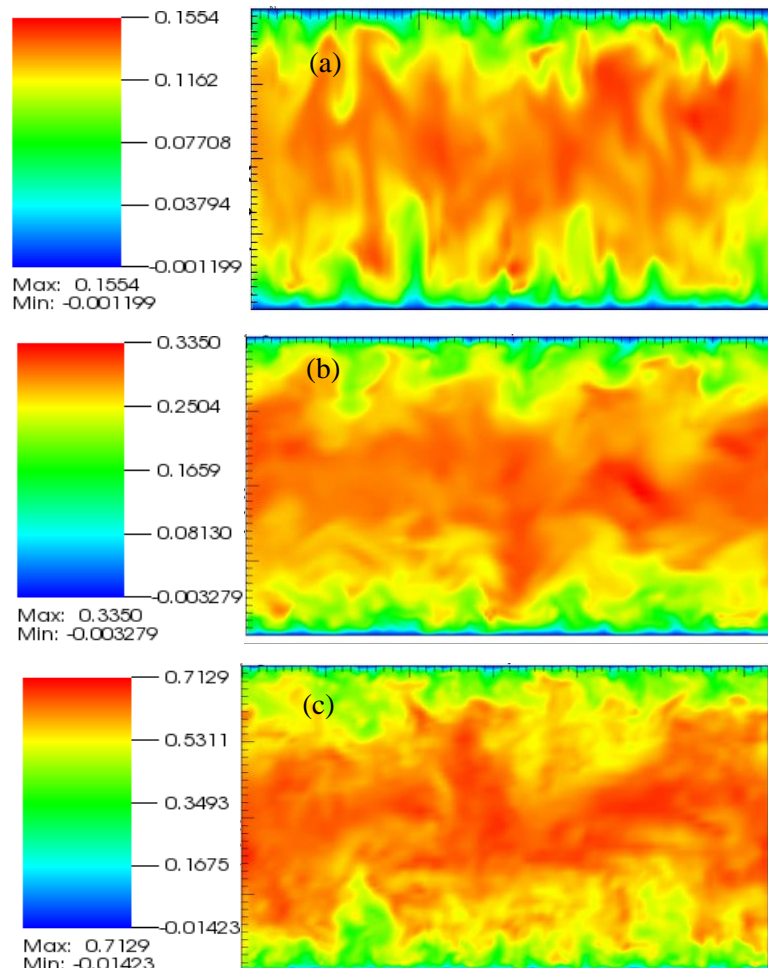 0.1554
(a)
0.1162
0.07708
0.03794
-0.001199
Max: 0.1554
Min: -0.001199
0.3350
(b)
0.2504
0.1659
0.08130
-0.003279
Max: 0.3350
Min: -0.003279
0.7129
(c)
0.5311
0.3493
0.1675
-0.01423
Max: 0.7129
Min: -0.01423